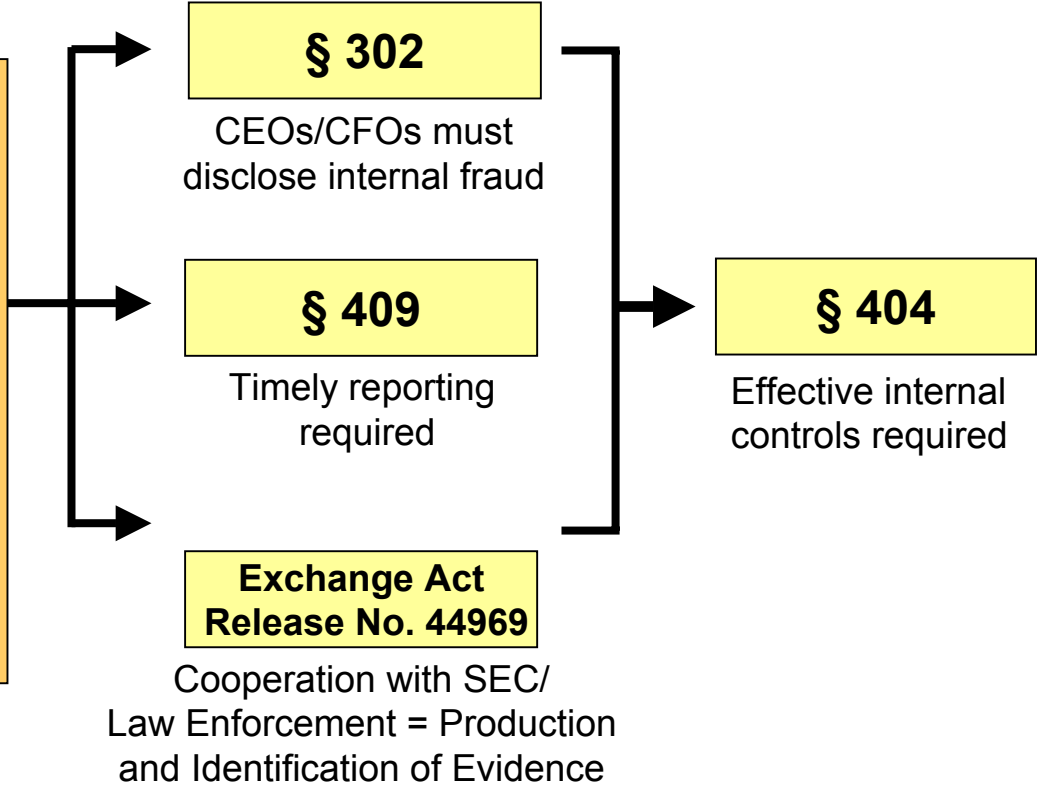 § 302
CEOs/CFOs must
disclose internal fraud
§ 409
Timely reporting
required
Exchange Act
Release No. 44969
Cooperation with SEC/
Law Enforcement = Production
and Identification of Evidence
§ 404
Effective internal
controls required